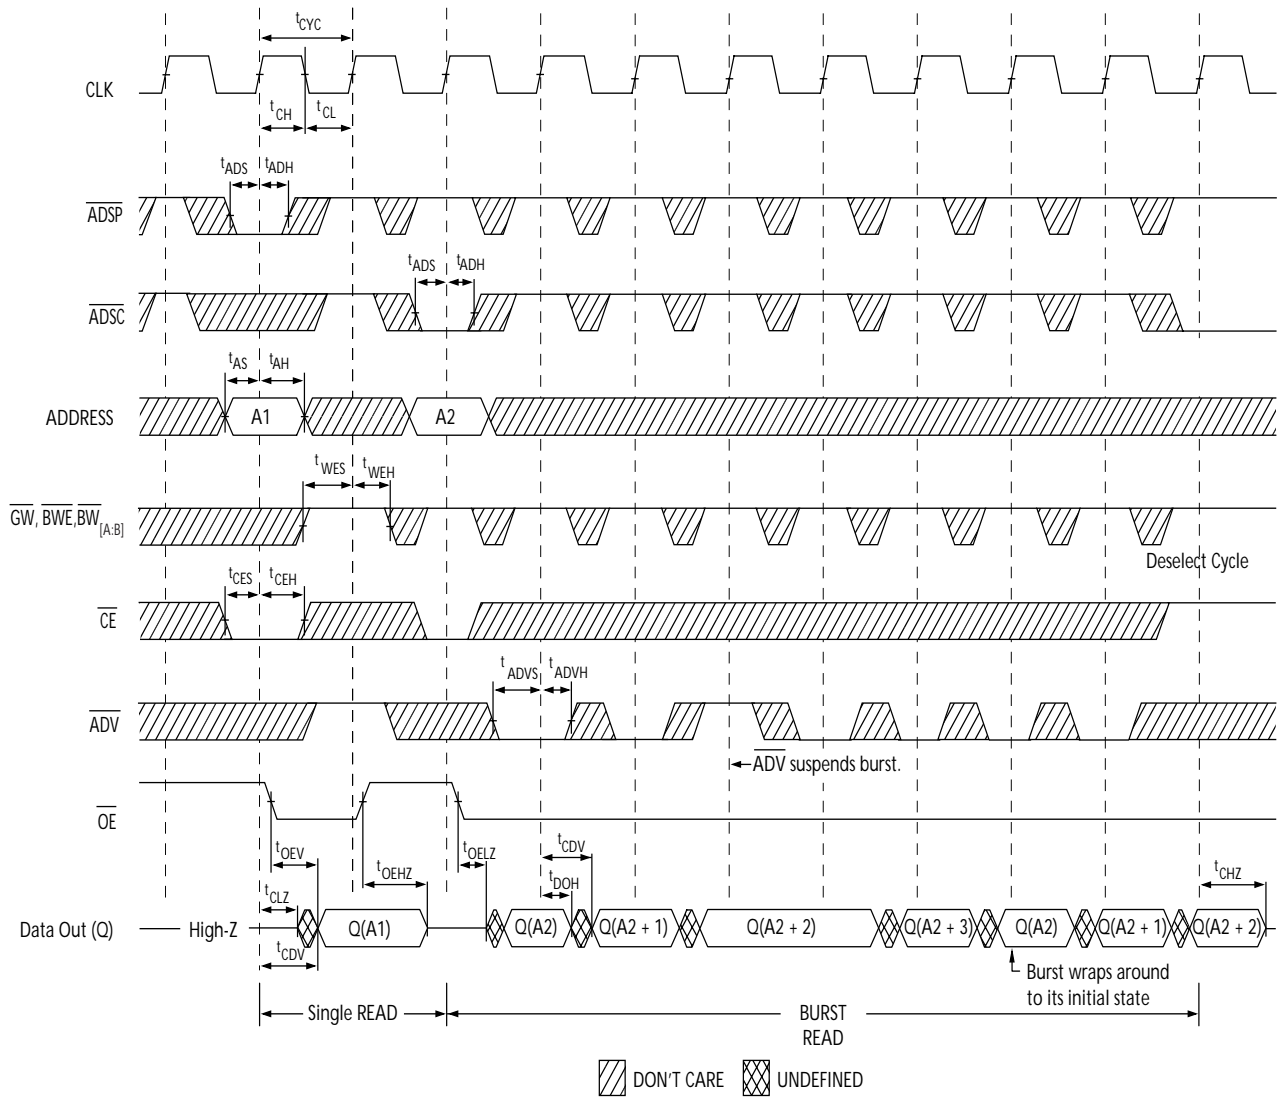 tCYC
CLK
tCH tCL
tADS tADH
ADSP
tADS tADH
ADSC
tAS tAH
ADDRESS A1 A2
tWES tWEH
GW, BWE,BW[A:B]
Deselect Cycle
tCES tCEH
CE
tADVS tADVH
ADV
ADV suspends burst.
OE
tOEV tOEHZ tOELZ tCDV tCHZ
tCLZ tDOH
Data Out (Q) High-Z Q(A1) Q(A2) Q(A2 + 1) Q(A2 + 2) Q(A2 + 3) Q(A2) Q(A2 + 1) Q(A2 + 2)
tCDV
Burst wraps around
to its initial state
Single READ BURST
READ
DON'T CARE UNDEFINED